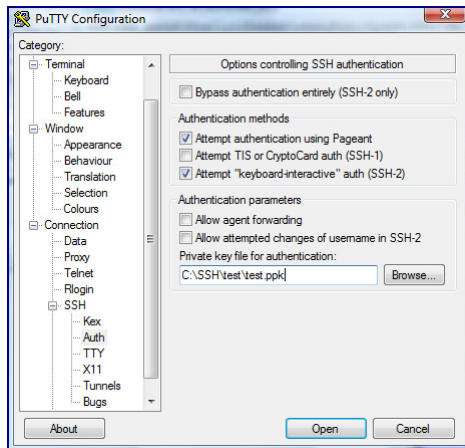 PuTTY Configuration
Category:
Terminal
Keyboard
Bell
Features
Window
Appearance
Behaviour
Translation
Selection
Colours
Connection
Data
Proxy
Telnet
Rlogin
SSH
Kex
Auth
TTY
X11
Tunnels
Bugs
Options controlling SSH authentication
Bypass authentication entirely (SSH-2 only)
Authentication methods
Attempt authentication using Pageant
Attempt TIS or CryptoCard auth (SSH-1)
Attempt "keyboard-interactive" auth (SSH-2)
Authentication parameters
Allow agent forwarding
Allow attempted changes of username in SSH-2
Private key file for authentication:
C:\SSH\test\test.ppk
Browse...
About
Open
Cancel